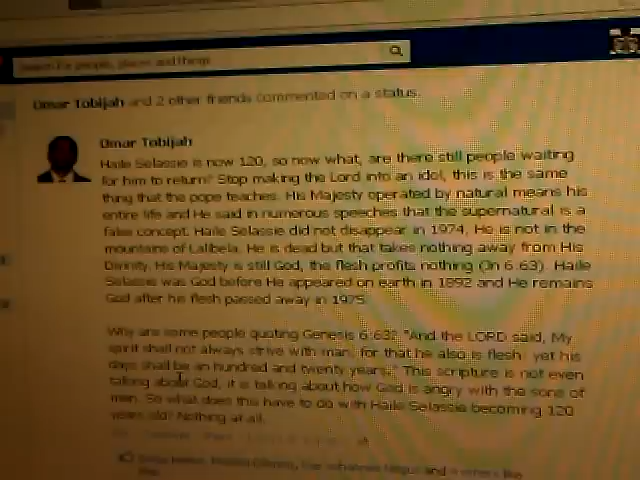 Search for people, places and things
Omar Tobijah and 2 other friends commented on a status.
Omar Tobijah
Haile Selassie is now 120, so now what, are there still people waiting
for him to return? Stop making the Lord into an idol, this is the same
thing that the pope teaches. His Majesty operated by natural means his
entire life and He said in numerous speeches that the supernatural is a
false concept. Haile Selassie did not disappear in 1974, He is not in the
mountains of Lalibela. He is dead but that takes nothing away from His
Divinity. His Majesty is still God, the flesh profits nothing (Jn 6:63). Haile
Selassie was God before He appeared on earth in 1892 and He remains
God after his flesh passed away in 1975.
Why are some people quoting Genesis 6:63? "And the LORD said, My
spirit shall not always strive with man, for that he also is flesh: yet his
days shall be an hundred and twenty years." This scripture is not even
talking about God, it is talking about how God is angry with the sons of
man. So what does this have to do with Haile Selassie becoming 120
years old? Nothing at all.
and 4 others like
this.